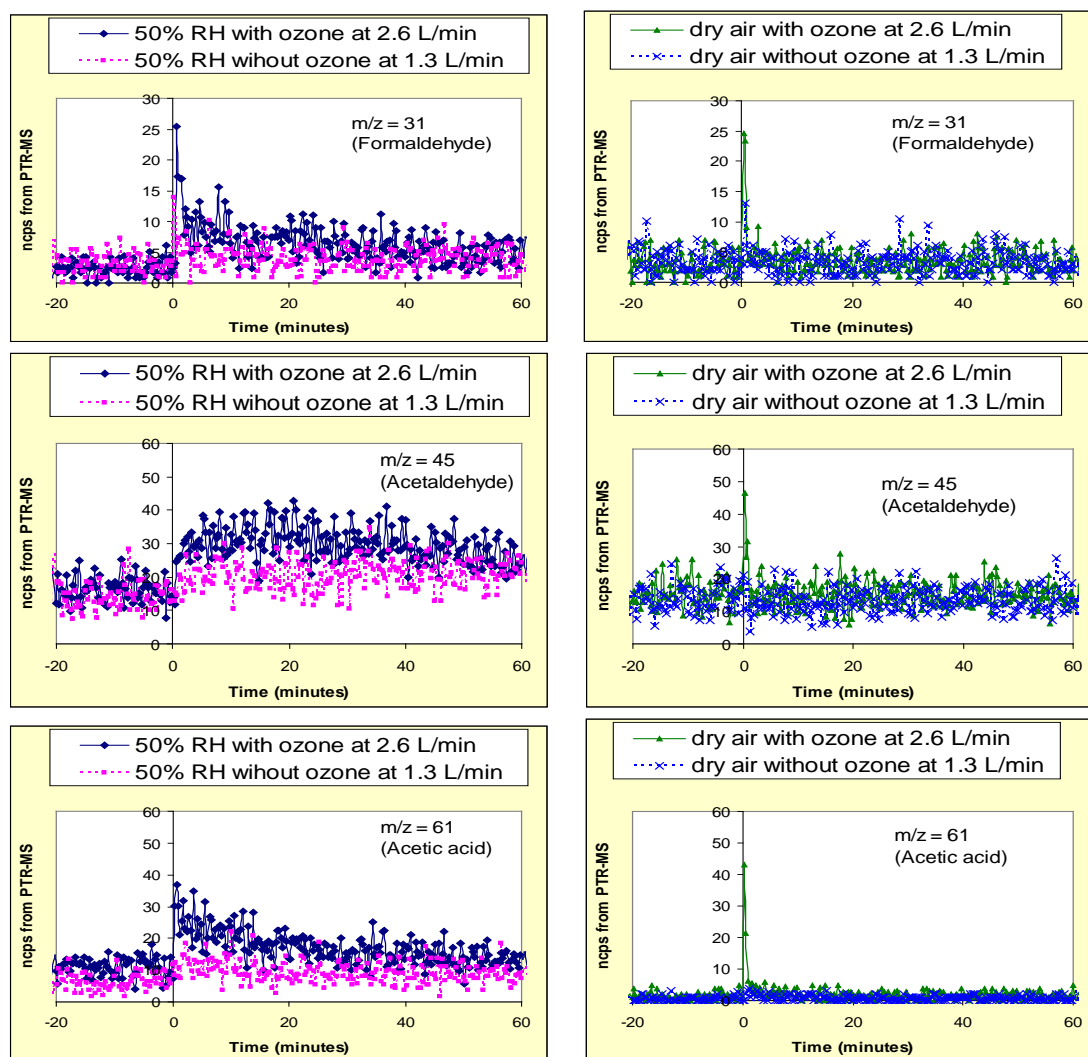 50% RH with ozone at 2.6 L/min
50% RH wihout ozone at 1.3 L/min
ncps from PTR-MS
30
25
20
15
10
5
0
m/z = 31
(Formaldehyde)
-20 0 20 40 60
Time (minutes)
dry air with ozone at 2.6 L/min
dry air without ozone at 1.3 L/min
ncps from PTR-MS
30
25
20
15
10
5
0
m/z = 31
(Formaldehyde)
-20 0 20 40 60
Time (minutes)
50% RH with ozone at 2.6 L/min
50% RH wihout ozone at 1.3 L/min
ncps from PTR-MS
60
50
40
30
20
10
0
m/z = 45
(Acetaldehyde)
-20 0 20 40 60
Time (minutes)
dry air with ozone at 2.6 L/min
dry air without ozone at 1.3 L/min
ncps from PTR-MS
60
50
40
30
20
10
0
m/z = 45
(Acetaldehyde)
-20 0 20 40 60
Time (minutes)
50% RH with ozone at 2.6 L/min
50% RH wihout ozone at 1.3 L/min
ncps from PTR-MS
60
50
40
30
20
10
0
m/z = 61
(Acetic acid)
-20 0 20 40 60
Time (minutes)
dry air with ozone at 2.6 L/min
dry air without ozone at 1.3 L/min
ncps from PTR-MS
60
50
40
30
20
10
0
m/z = 61
(Acetic acid)
-20 0 20 40 60
Time (minutes)